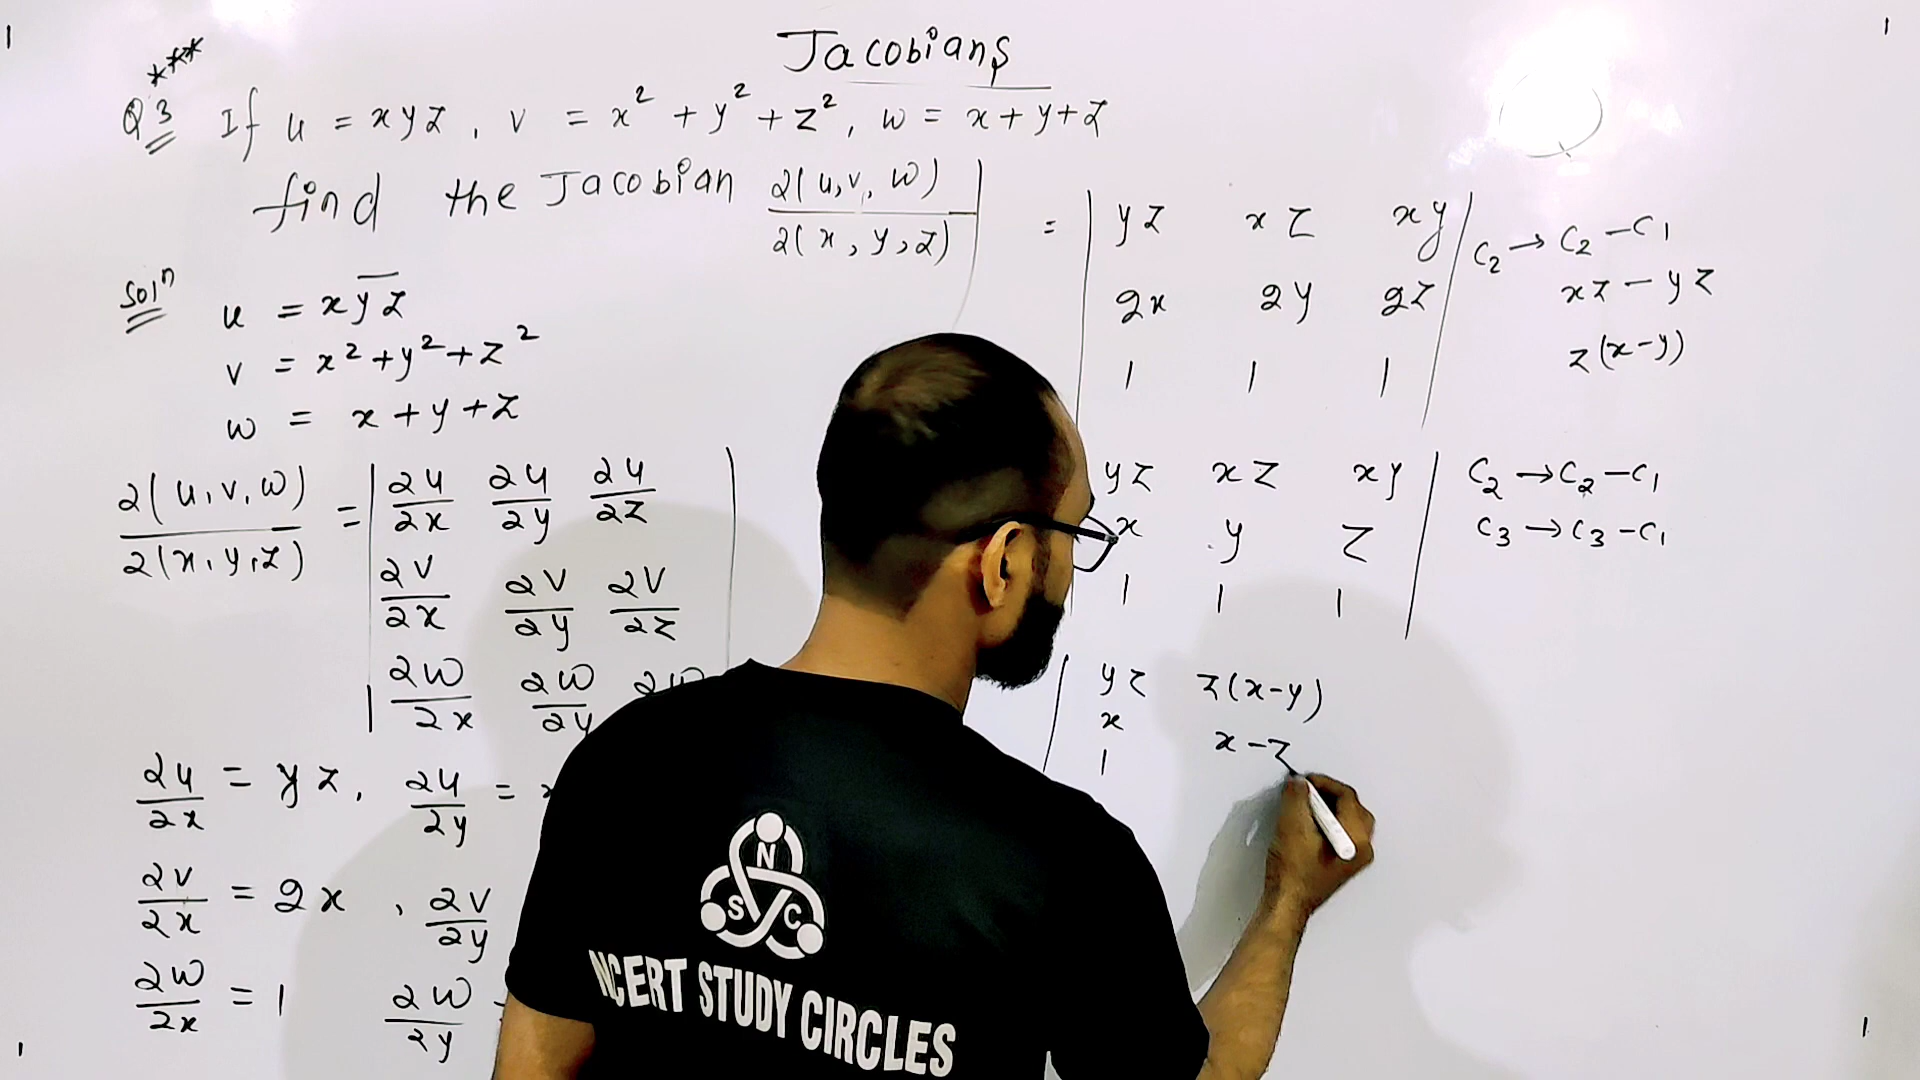 Jacobians
***
Q3 If u = xyz, v = x² + y² + z², w = x+y+z
find the Jacobian ∂(u,v,w)/∂(x,y,z)
Solⁿ u = xyz
v = x²+y²+z²
w = x+y+z
∂(u,v,w)/∂(x,y,z) = | ∂u/∂x ∂u/∂y ∂u/∂z |
∂v/∂x ∂v/∂y ∂v/∂z
| ∂w/∂x ∂w/∂y
∂u/∂x = yz, ∂u/∂y =
∂v/∂x = 2x, ∂v/∂y
∂w/∂x = 1 ∂w/∂y
= | yz xz xy | C₂ → C₂ - C₁
2x 2y 2z xz - yz
1 1 1 z(x-y)
yz xz xy | C₂ → C₂ - C₁
x y z C₃ → C₃ - C₁
1 1 1
| yz z(x-y)
x x-z
1
N
S C
NCERT STUDY CIRCLES